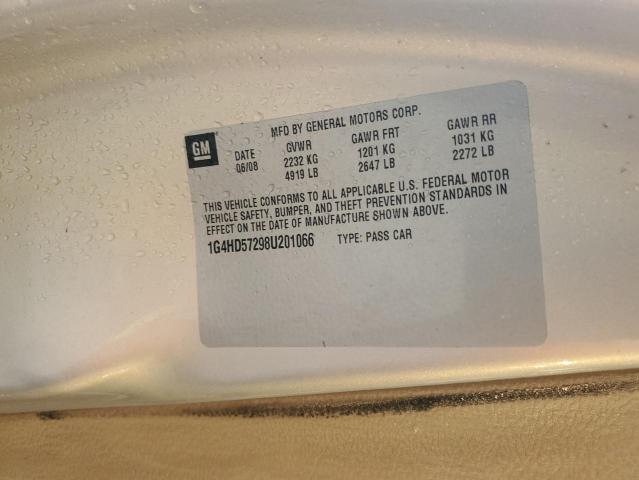 GM
MFD BY GENERAL MOTORS CORP.
DATE GVWR GAWR FRT GAWR RR
06/08 2232 KG 1201 KG 1031 KG
4919 LB 2647 LB 2272 LB
THIS VEHICLE CONFORMS TO ALL APPLICABLE U.S. FEDERAL MOTOR
VEHICLE SAFETY, BUMPER, AND THEFT PREVENTION STANDARDS IN
EFFECT ON THE DATE OF MANUFACTURE SHOWN ABOVE.
1G4HD57298U201066 TYPE: PASS CAR